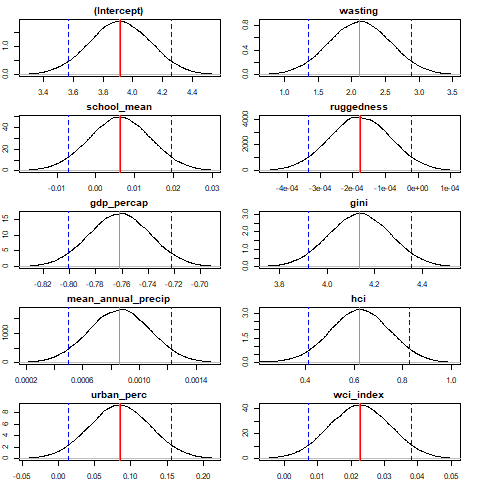 (Intercept)
0.0 1.0
3.4 3.6 3.8 4.0 4.2 4.4
wasting
0.0 0.4 0.8
1.0 1.5 2.0 2.5 3.0 3.5
school_mean
0 20 40
-0.01 0.00 0.01 0.02 0.03
ruggedness
0 2000 4000
-4e-04 -3e-04 -2e-04 -1e-04 0e+00 1e-04
gdp_percap
0 5 10 15
-0.82 -0.80 -0.78 -0.76 -0.74 -0.72 -0.70
gini
0.0 1.0 2.0 3.0
3.8 4.0 4.2 4.4
mean_annual_precip
0 1000
0.0002 0.0006 0.0010 0.0014
hci
0.0 1.5 3.0
0.4 0.6 0.8 1.0
urban_perc
0 2 4 6 8
-0.05 0.00 0.05 0.10 0.15 0.20
wci_index
0 20 40
0.00 0.01 0.02 0.03 0.04 0.05